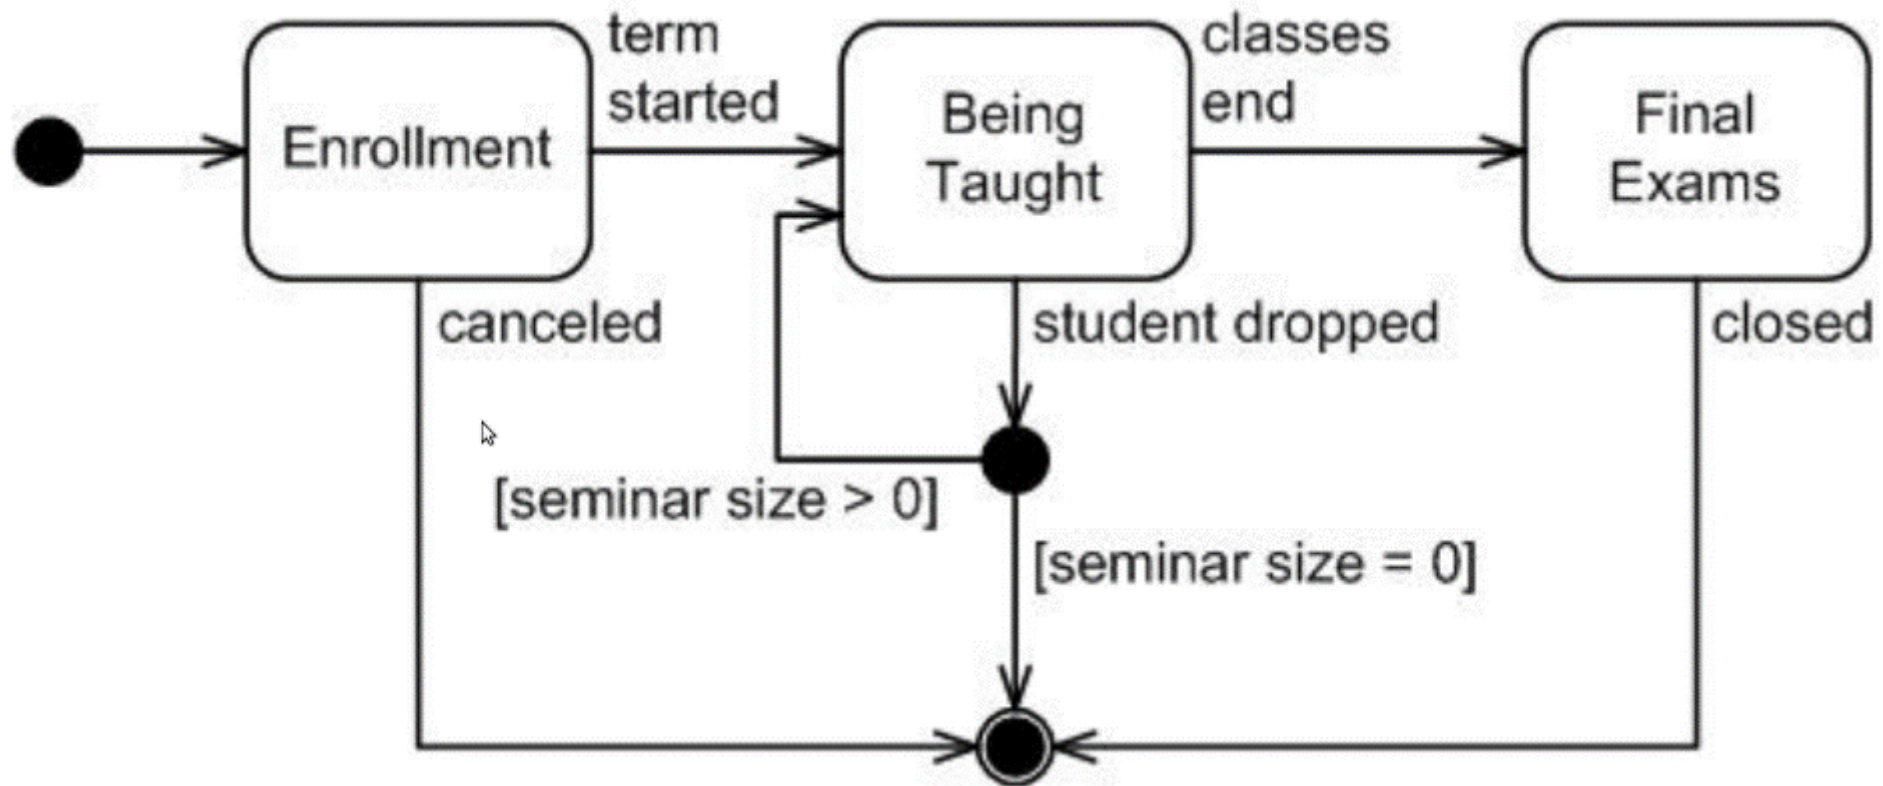 term
started
classes
end
Enrollment
Being
Taught
Final
Exams
canceled
student dropped
closed
[seminar size > 0]
[seminar size = 0]